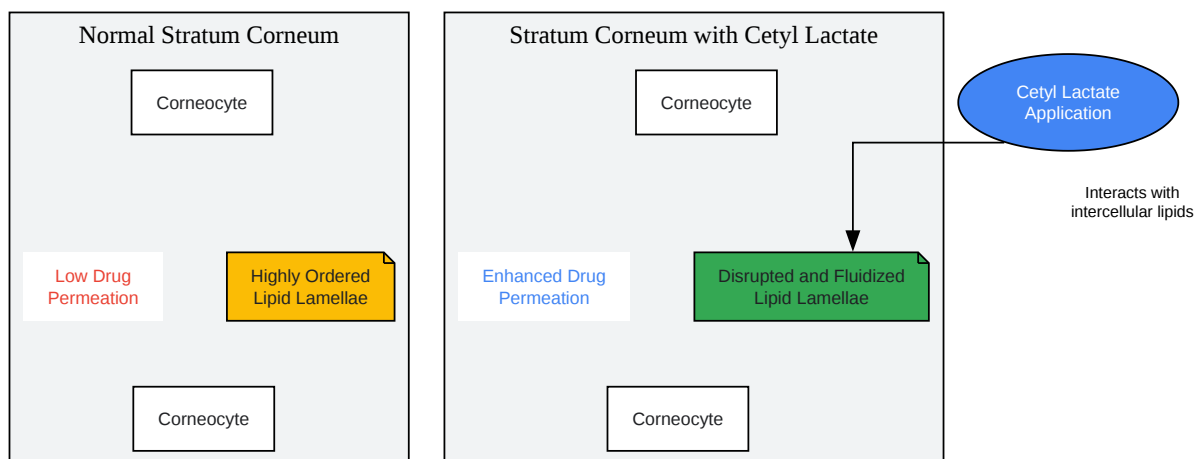 Normal Stratum Corneum
Corneocyte
Low Drug
Permeation
Highly Ordered
Lipid Lamellae
Corneocyte
Stratum Corneum with Cetyl Lactate
Corneocyte
Enhanced Drug
Permeation
Disrupted and Fluidized
Lipid Lamellae
Corneocyte
Cetyl Lactate
Application
Interacts with
intercellular lipids